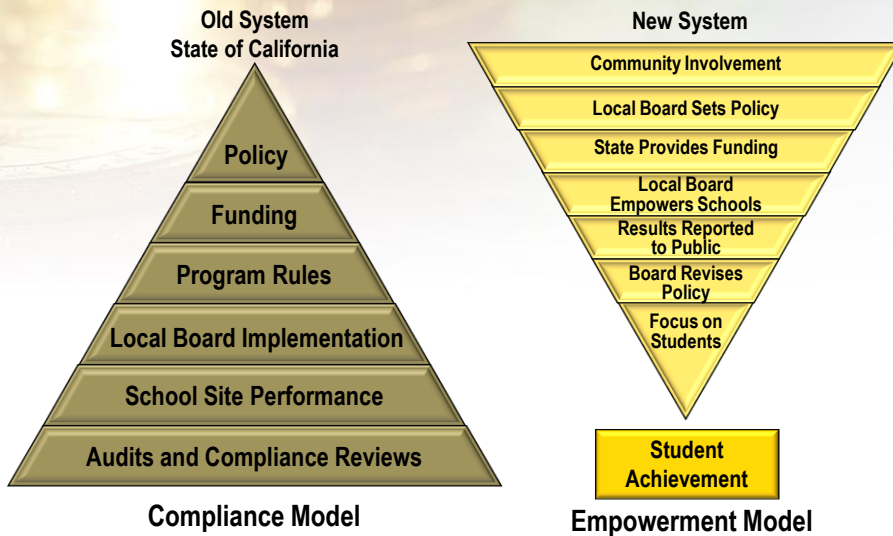 Old System
State of California
Policy
Funding
Program Rules
Local Board Implementation
School Site Performance
Audits and Compliance Reviews
Compliance Model
New System
Community Involvement
Local Board Sets Policy
State Provides Funding
Local Board
Empowers Schools
Results Reported
to Public
Board Revises
Policy
Focus on
Students
Student
Achievement
Empowerment Model